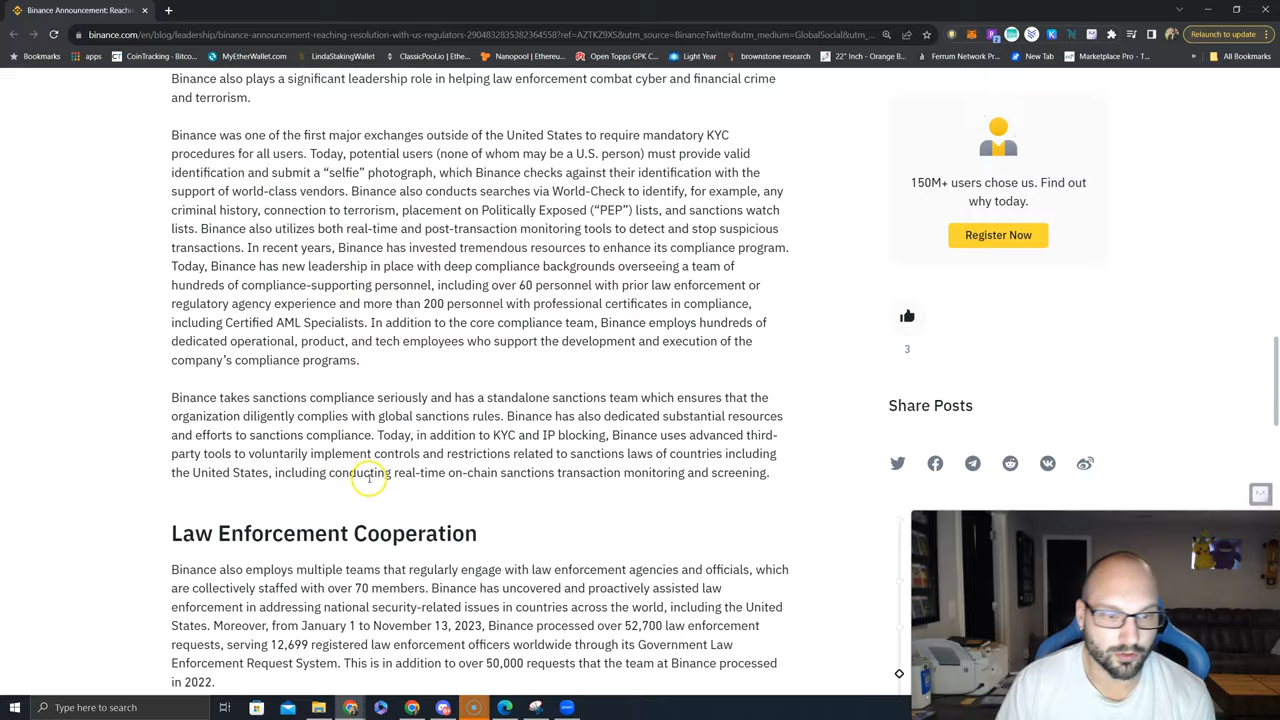 Binance Announcement: Reachi
binance.com/en/blog/leadership/binance-announcement-reaching-resolution-with-us-regulators-2904832835382364558?ref=AZTKZ9XS&utm_source=BinanceTwitter&utm_medium=GlobalSocial&utm_...
Relaunch to update
Bookmarks
apps
CoinTracking · Bitco...
MyEtherWallet.com
LindaStakingWallet
ClassicPool.io | Ethe...
Nanopool | Ethereu...
Open Topps GPK C...
Light Year
brownstone research
22" Inch - Orange B...
Ferrum Network Pr...
New Tab
Marketplace Pro · E...
»
All Bookmarks
Binance also plays a significant leadership role in helping law enforcement combat cyber and financial crime
and terrorism.
Binance was one of the first major exchanges outside of the United States to require mandatory KYC
procedures for all users. Today, potential users (none of whom may be a U.S. person) must provide valid
identification and submit a “selfie” photograph, which Binance checks against their identification with the
support of world-class vendors. Binance also conducts searches via World-Check to identify, for example, any
criminal history, connection to terrorism, placement on Politically Exposed (“PEP”) lists, and sanctions watch
lists. Binance also utilizes both real-time and post-transaction monitoring tools to detect and stop suspicious
transactions. In recent years, Binance has invested tremendous resources to enhance its compliance program.
Today, Binance has new leadership in place with deep compliance backgrounds overseeing a team of
hundreds of compliance-supporting personnel, including over 60 personnel with prior law enforcement or
regulatory agency experience and more than 200 personnel with professional certificates in compliance,
including Certified AML Specialists. In addition to the core compliance team, Binance employs hundreds of
dedicated operational, product, and tech employees who support the development and execution of the
company’s compliance programs.
Binance takes sanctions compliance seriously and has a standalone sanctions team which ensures that the
organization diligently complies with global sanctions rules. Binance has also dedicated substantial resources
and efforts to sanctions compliance. Today, in addition to KYC and IP blocking, Binance uses advanced third-
party tools to voluntarily implement controls and restrictions related to sanctions laws of countries including
the United States, including conducting real-time on-chain sanctions transaction monitoring and screening.
Law Enforcement Cooperation
Binance also employs multiple teams that regularly engage with law enforcement agencies and officials, which
are collectively staffed with over 70 members. Binance has uncovered and proactively assisted law
enforcement in addressing national security-related issues in countries across the world, including the United
States. Moreover, from January 1 to November 13, 2023, Binance processed over 52,700 law enforcement
requests, serving 12,699 registered law enforcement officers worldwide through its Government Law
Enforcement Request System. This is in addition to over 50,000 requests that the team at Binance processed
in 2022.
150M+ users chose us. Find out
why today.
Register Now
3
Share Posts
Type here to search